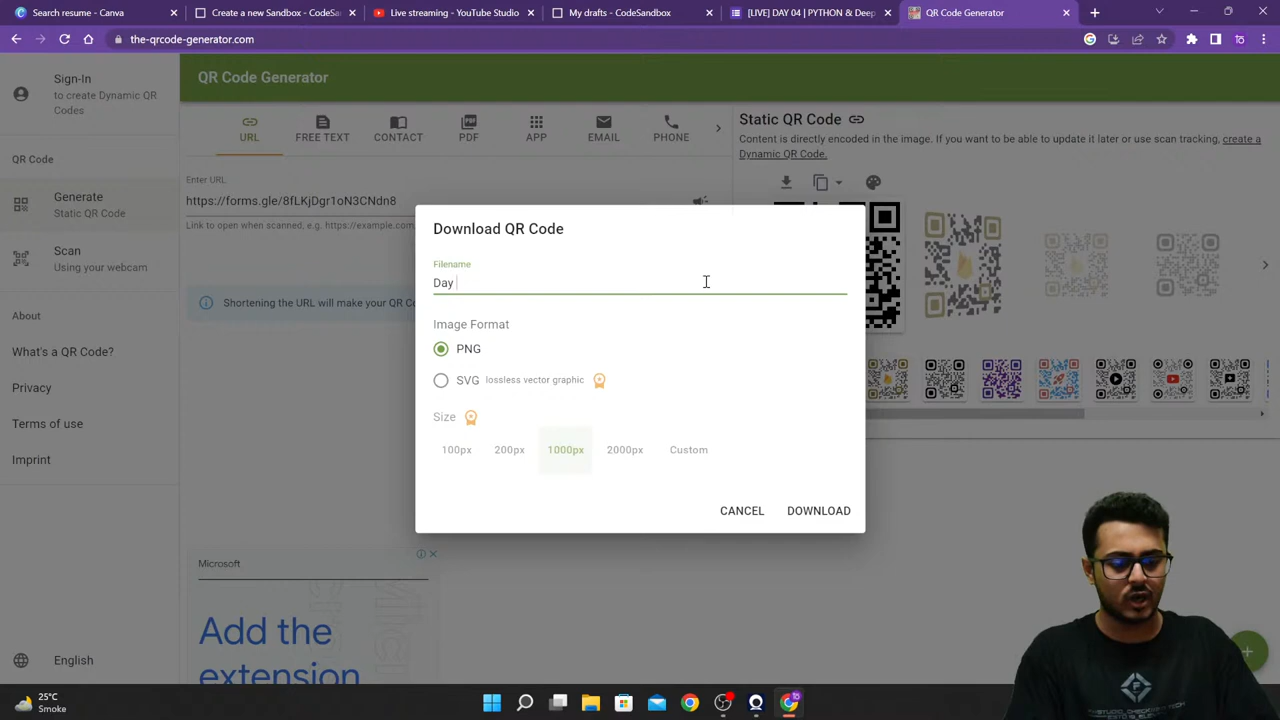 Search resume - Canva
Create a new Sandbox - CodeSa
Live streaming - YouTube Studio
My drafts - CodeSandbox
[LIVE] DAY 04 | PYTHON & Deep
QR Code Generator
the-qrcode-generator.com
Sign-In
to create Dynamic QR
Codes
QR Code
Generate
Static QR Code
Scan
Using your webcam
About
What's a QR Code?
Privacy
Terms of use
Imprint
English
QR Code Generator
URL
FREE TEXT
CONTACT
PDF
APP
EMAIL
PHONE
Enter URL
https://forms.gle/8fLKjDgr1oN3CNdn8
Link to open when scanned, e.g. https://example.com,
Shortening the URL will make your QR Co
Static QR Code
Content is directly encoded in the image. If you want to be able to update it later or use scan tracking, create a
Dynamic QR Code.
Download QR Code
Filename
Day
Image Format
PNG
SVG lossless vector graphic
Size
100px
200px
1000px
2000px
Custom
CANCEL
DOWNLOAD
Microsoft
Add the
extension
25°C
Smoke